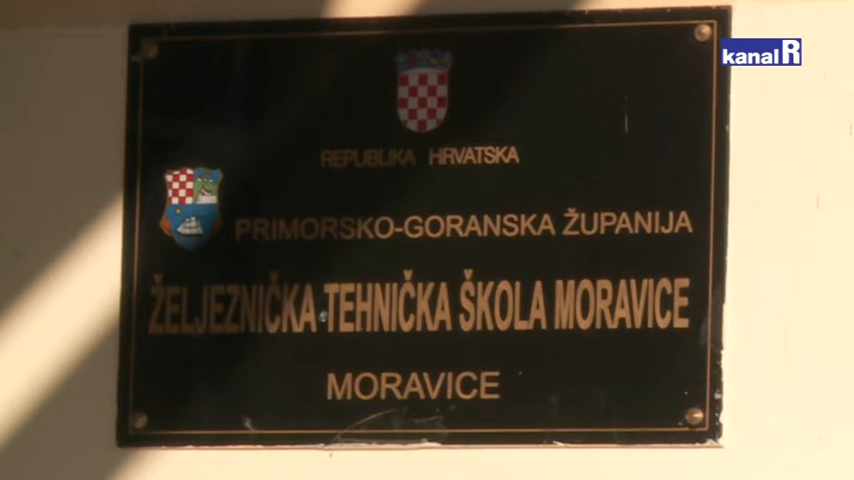 kanal R
REPUBLIKA HRVATSKA
PRIMORSKO-GORANSKA ŽUPANIJA
ŽELJEZNIČKA TEHNIČKA ŠKOLA MORAVICE
MORAVICE